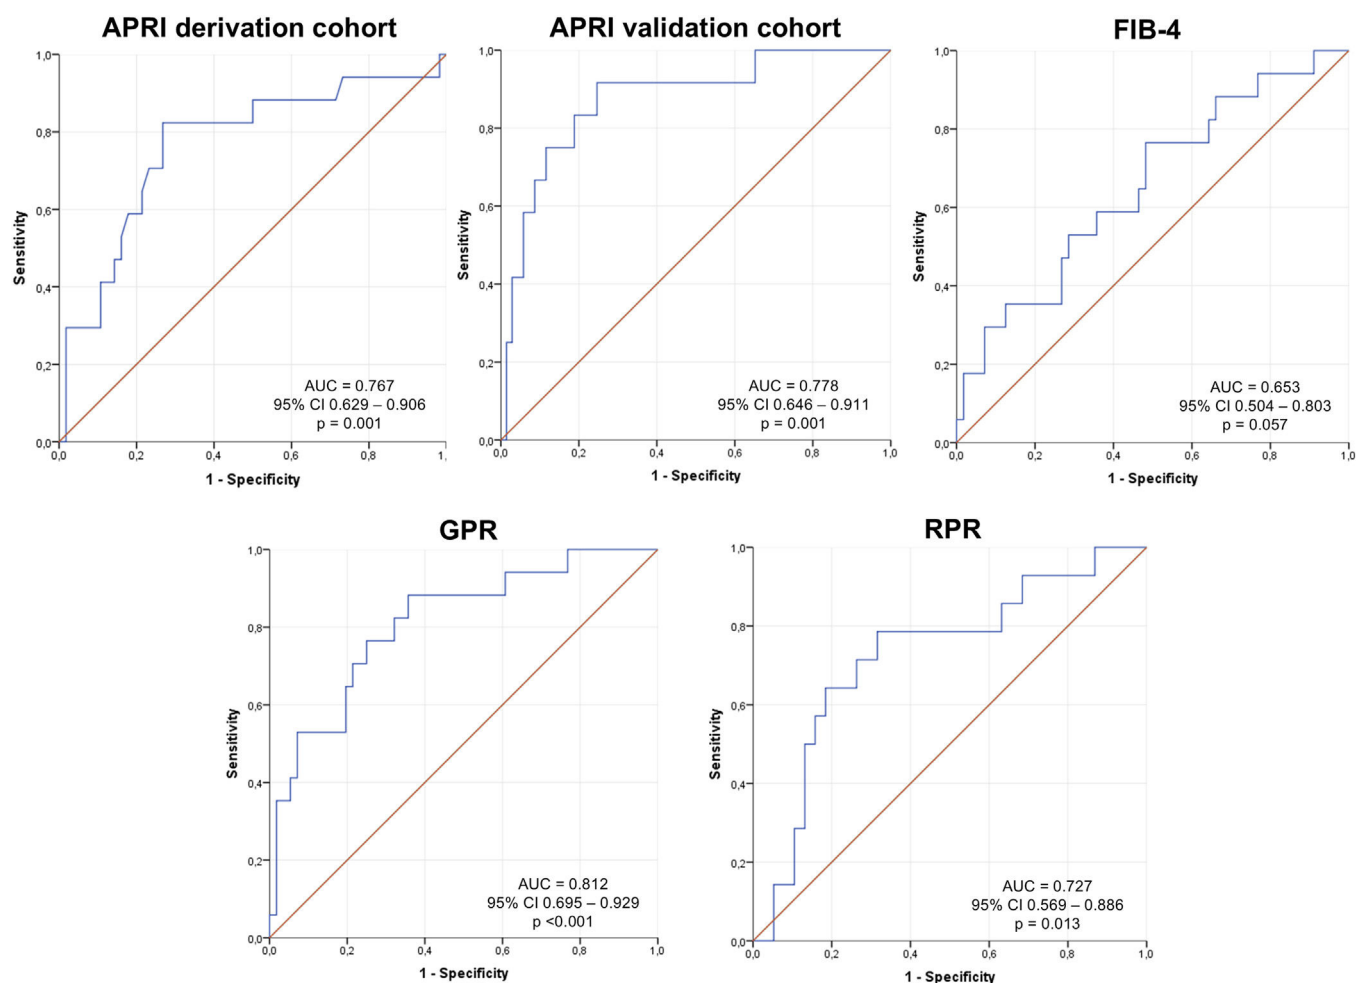 APRI derivation cohort
1,0
0,8
0,6
0,4
0,2
0,0
Sensitivity
0,0 0,2 0,4 0,6 0,8 1,
1 - Specificity
AUC = 0.767
95% CI 0.629 – 0.906
p = 0.001
APRI validation cohort
1,0
0,8
0,6
0,4
0,2
0,0
Sensitivity
0,0 0,2 0,4 0,6 0,8 1,0
1 - Specificity
AUC = 0.778
95% CI 0.646 – 0.911
p = 0.001
FIB-4
1,0
0,8
0,6
0,4
0,2
0,0
Sensitivity
0,0 0,2 0,4 0,6 0,8 1,0
1 - Specificity
AUC = 0.653
95% CI 0.504 – 0.803
p = 0.057
GPR
1,0
0,8
0,6
0,4
0,2
0,0
Sensitivity
0,0 0,2 0,4 0,6 0,8 1,0
1 - Specificity
AUC = 0.812
95% CI 0.695 – 0.929
p <0.001
RPR
1,0
0,8
0,6
0,4
0,2
0,0
Sensitivity
0,0 0,2 0,4 0,6 0,8 1,0
1 - Specificity
AUC = 0.727
95% CI 0.569 – 0.886
p = 0.013